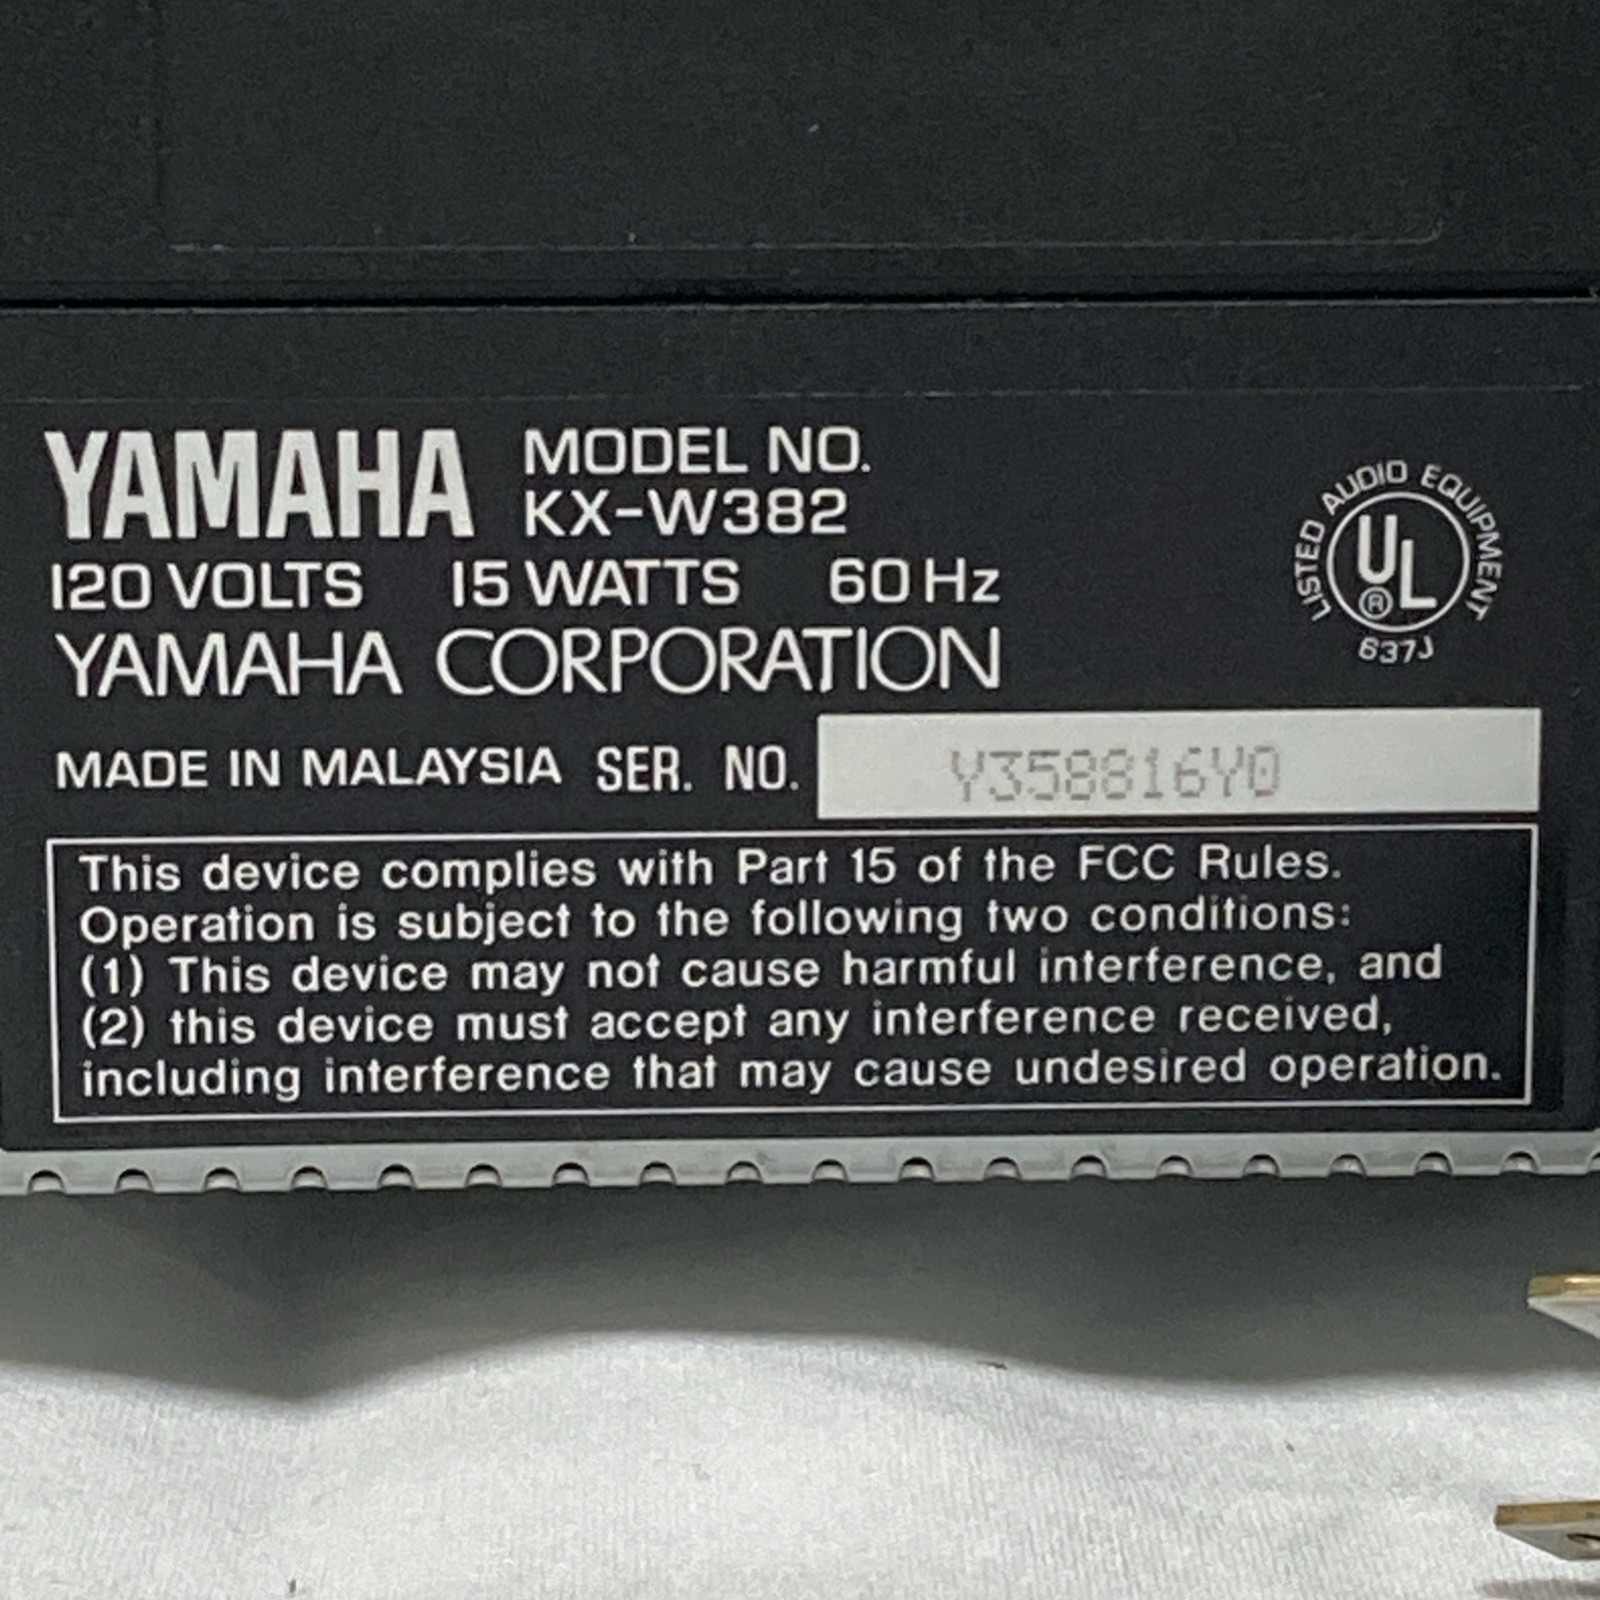 YAMAHA MODEL NO.
KX-W382
120 VOLTS 15 WATTS 60Hz
YAMAHA CORPORATION
MADE IN MALAYSIA SER. NO. Y358816Y0
LISTED AUDIO EQUIPMENT
UL®
637J
This device complies with Part 15 of the FCC Rules.
Operation is subject to the following two conditions:
(1) This device may not cause harmful interference, and
(2) this device must accept any interference received,
including interference that may cause undesired operation.